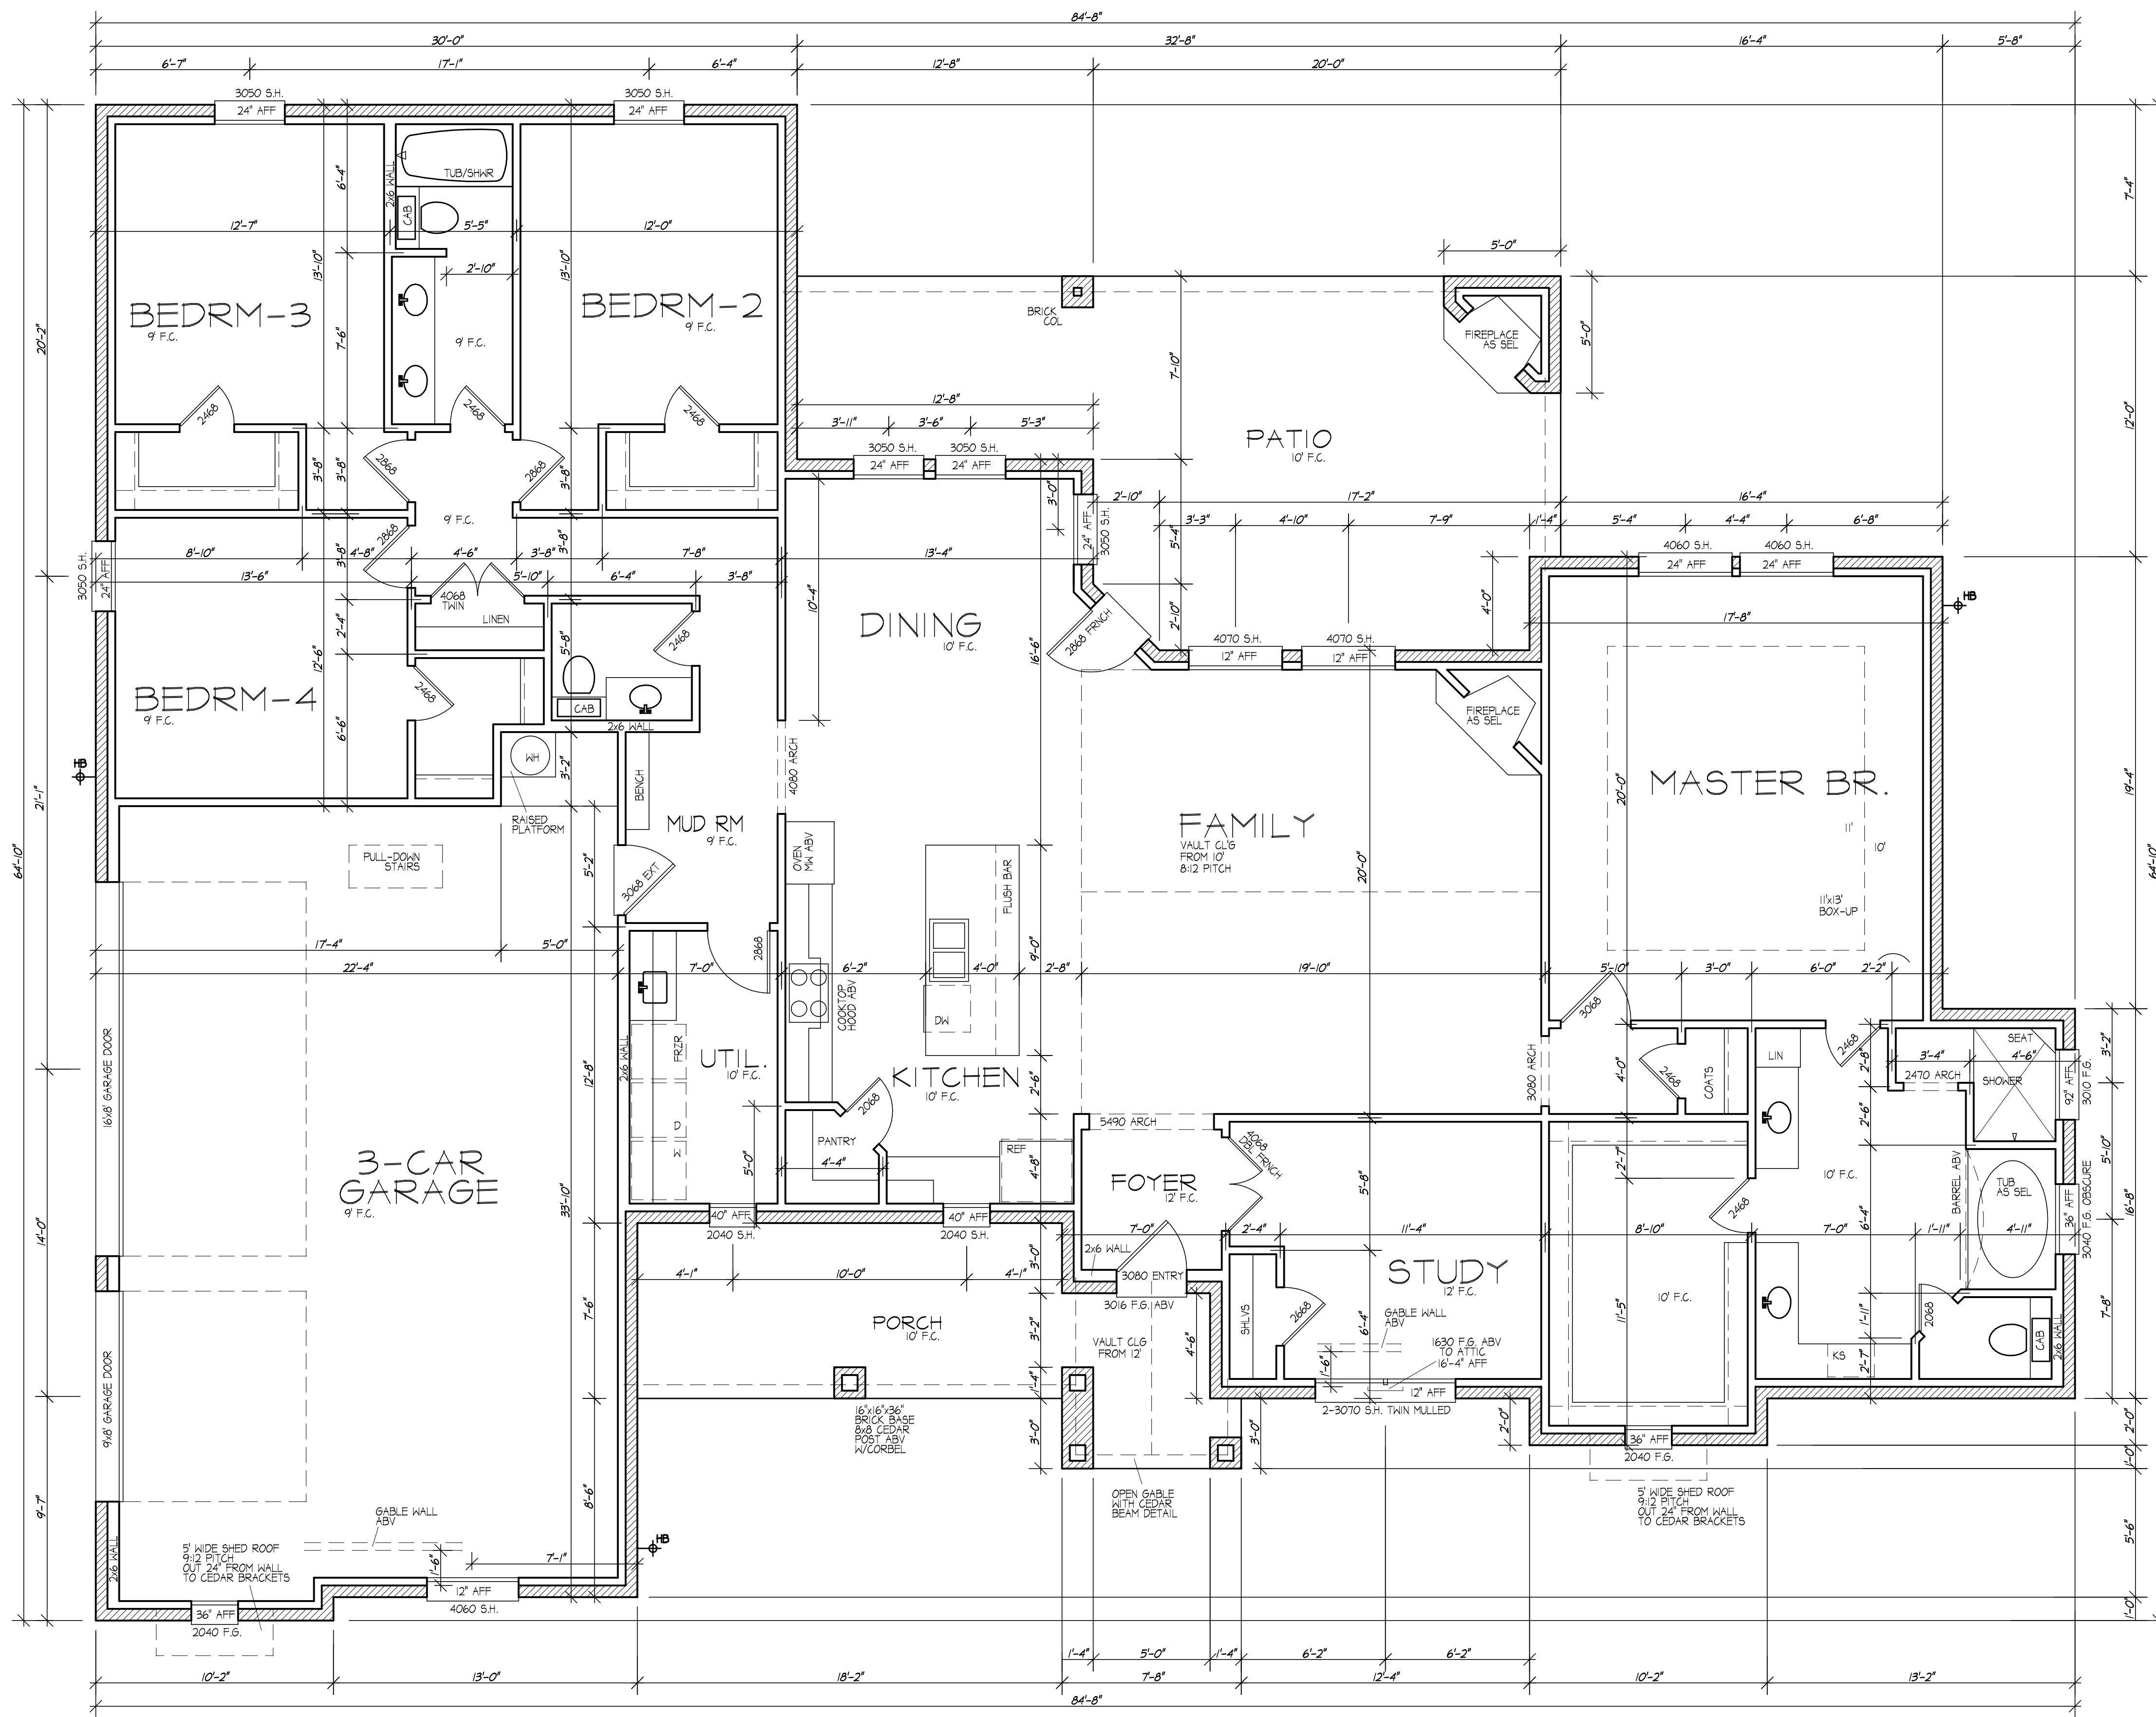 84'-8"
30'-0" 32'-8" 16'-4" 5'-8"
6'-7" 17'-1" 6'-4" 12'-8" 20'-0"
3050 S.H. 3050 S.H.
24" AFF 24" AFF
TUB/SHWR
2x6 WALL
CAB
6'-4"
7'-4"
12'-7" 5'-5" 12'-0"
5'-0"
2'-10"
13'-10" 13'-10"
BEDRM-3
9' F.C.
BEDRM-2
9' F.C.
7'-6"
9' F.C.
20'-2"
BRICK
COL
FIREPLACE
AS SEL
5'-0"
7'-10"
12'-0"
2468 2468 2468
12'-8"
3'-11" 3'-6" 5'-3"
3050 S.H. 3050 S.H.
24" AFF 24" AFF
PATIO
10' F.C.
2868 2868
3'-8" 3'-8" 3'-8"
9' F.C.
2868
3'-0"
24" AFF
3050 S.H.
2'-10" 17'-2" 16'-4"
3'-3" 4'-10" 7'-9" 1'-4" 5'-4" 4'-4" 6'-8"
5'-4"
3050 S.H.
24" AFF
8'-10" 4'-8" 4'-6" 3'-8" 7'-8" 13'-4"
3'-8" 3'-8"
13'-6" 5'-10" 6'-4" 3'-8"
4060 S.H. 4060 S.H.
24" AFF 24" AFF
4068
TWIN
LINEN
2'-4"
5'-8"
2468
10'-4"
DINING
10' F.C.
16'-6"
2868 FRNCH
2'-10"
4'-0"
4070 S.H. 4070 S.H.
12" AFF 12" AFF
17'-8"
HB
12'-6"
BEDRM-4
9' F.C.
2468
6'-6"
CAB
2x6 WALL
FIREPLACE
AS SEL
HB
WH
3'-2"
BENCH
4080 ARCH
21'-1"
64'-10"
RAISED
PLATFORM
MUD RM
9' F.C.
FAMILY
VAULT CL'G
FROM 10'
8:12 PITCH
20'-0"
20'-0"
MASTER BR.
11'
10'
11'x13'
BOX-UP
19'-4"
64'-10"
PULL-DOWN
STAIRS
5'-2"
3068 EXT
OVEN
MW ABV
FLUSH BAR
17'-4" 5'-0"
2868
9'-0"
22'-4" 7'-0" 6'-2" 4'-0" 2'-8" 19'-10" 5'-10" 3'-0" 6'-0" 2'-2"
COOKTOP
HOOD ABV
DW
3068
16'x8' GARAGE DOOR
2x6 WALL
FRZR
UTIL.
10' F.C.
KITCHEN
10' F.C.
2'-6"
3080 ARCH
4'-0"
2468
COATS
LIN
2468
2'-8"
3'-4" 4'-6"
2470 ARCH
SEAT
SHOWER
92" AFF
3010 F.G.
3'-2"
12'-8"
2068
D
W
PANTRY
5'-0"
4'-4"
REF
4'-8"
5490 ARCH
4068
DBL FRNCH
2'-6"
5'-10"
14'-0"
3-CAR
GARAGE
9' F.C.
33'-10"
FOYER
12' F.C.
5'-8"
2'-7"
2468
10' F.C.
BARREL ABV
TUB
AS SEL
36" AFF
3040 F.G. OBSCURE
16'-8"
40" AFF 40" AFF
2040 S.H. 2040 S.H.
7'-0" 2'-4" 11'-4" 8'-10" 7'-0" 1'-11" 4'-11"
6'-4"
3'-0"
2x6 WALL
3080 ENTRY
3016 F.G. ABV
4'-1" 10'-0" 4'-1"
STUDY
12' F.C.
SHLVS
2668
GABLE WALL
ABV
6'-4"
10' F.C.
11'-5"
7'-6"
PORCH
10' F.C.
3'-2"
VAULT CLG
FROM 12'
4'-6"
1630 F.G. ABV
TO ATTIC
16'-4" AFF
1'-6"
12" AFF
2-3070 S.H. TWIN MULLED
1'-11"
2068
KS
2'-7"
CAB
2x6 WALL
7'-8"
9'x8' GARAGE DOOR
1'-4"
16"x16"x36"
BRICK BASE
8x8 CEDAR
POST ABV
W/CORBEL
3'-0" 3'-0"
2'-0"
36" AFF
2040 F.G.
2'-0"
1'-0"
9'-7"
8'-6"
OPEN GABLE
WITH CEDAR
BEAM DETAIL
5' WIDE SHED ROOF
9:12 PITCH
OUT 24" FROM WALL
TO CEDAR BRACKETS
5'-6"
GABLE WALL
ABV
HB
5' WIDE SHED ROOF
9:12 PITCH
OUT 24" FROM WALL
TO CEDAR BRACKETS
2x6 WALL
1'-6"
7'-1"
12" AFF
4060 S.H.
36" AFF
2040 F.G.
1'-0"
1'-4" 5'-0" 1'-4" 6'-2" 6'-2"
10'-2" 13'-0" 18'-2" 7'-8" 12'-4" 10'-2" 13'-2"
84'-8"